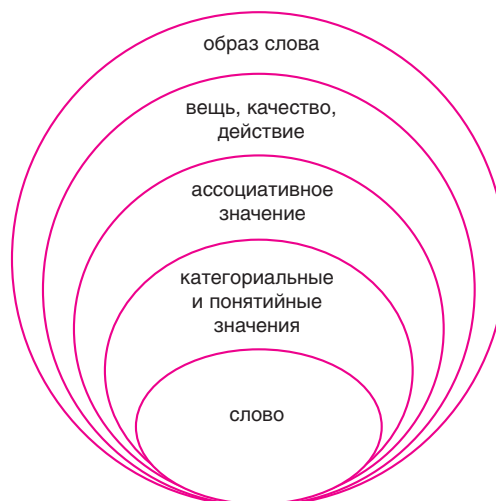 образ слова
вещь, качество,
действие
ассоциативное
значение
категориальные
и понятийные
значения
слово